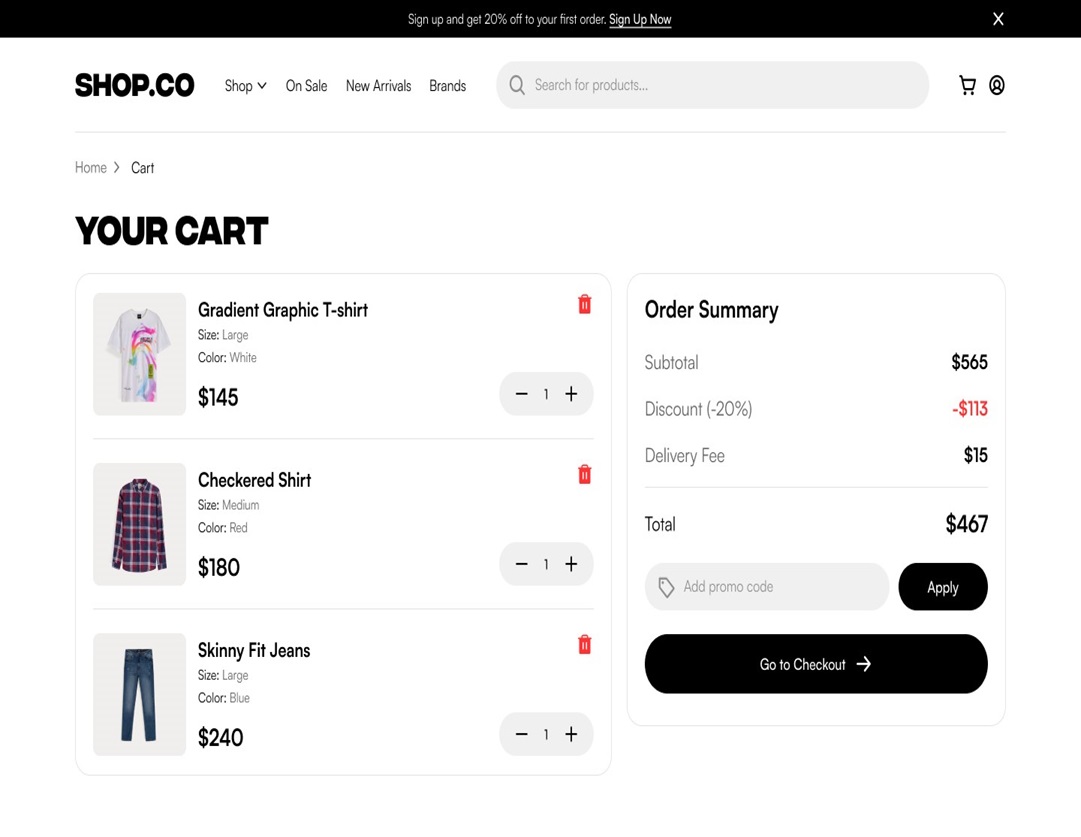 Sign up and get 20% off to your first order. Sign Up Now
X
SHOP.CO
Shop
On Sale
New Arrivals
Brands
Search for products...
Home > Cart
YOUR CART
Gradient Graphic T-shirt
Size: Large
Color: White
$145
− 1 +
Checkered Shirt
Size: Medium
Color: Red
$180
− 1 +
Skinny Fit Jeans
Size: Large
Color: Blue
$240
− 1 +
Order Summary
Subtotal $565
Discount (-20%) -$113
Delivery Fee $15
Total $467
Add promo code
Apply
Go to Checkout →